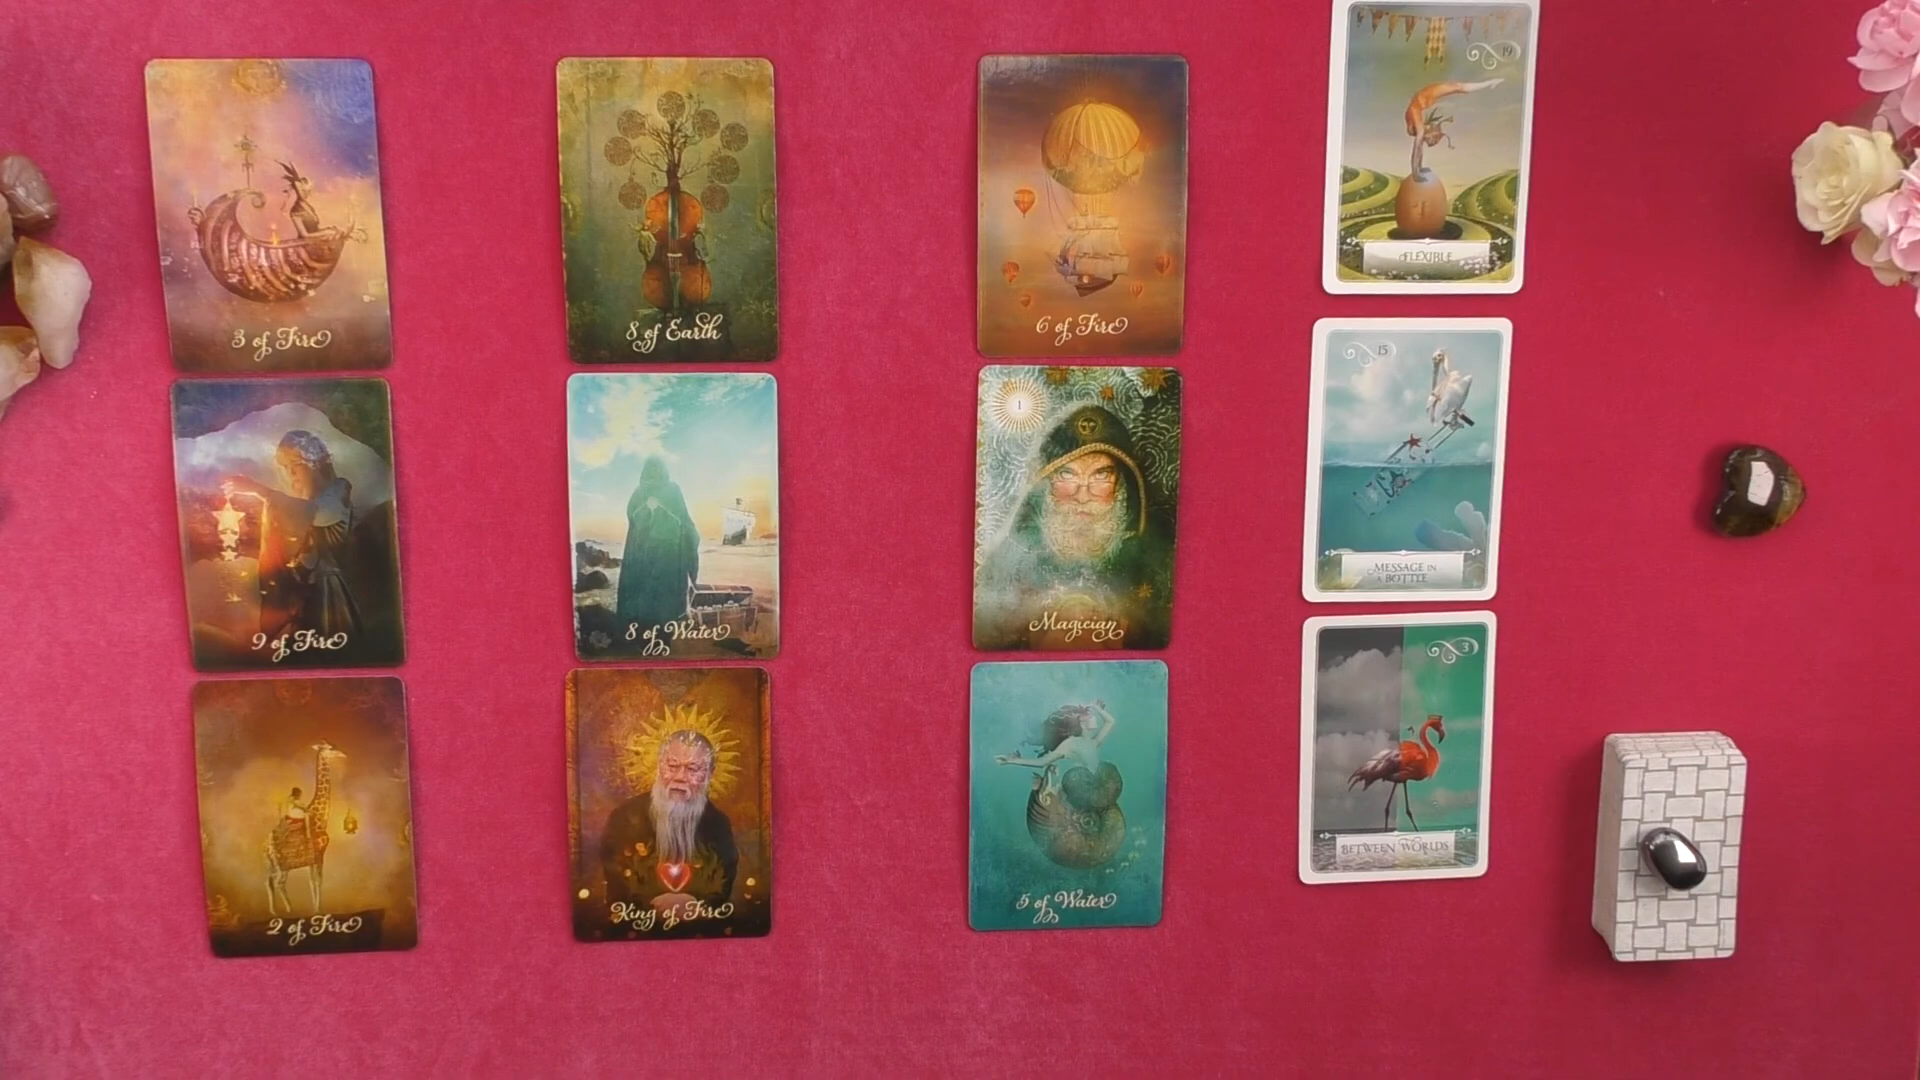 3 of Fire
8 of Earth
6 of Fire
19
FLEXIBLE
9 of Fire
8 of Water
1
Magician
15
MESSAGE IN
A BOTTLE
2 of Fire
King of Fire
5 of Water
3
BETWEEN WORLDS